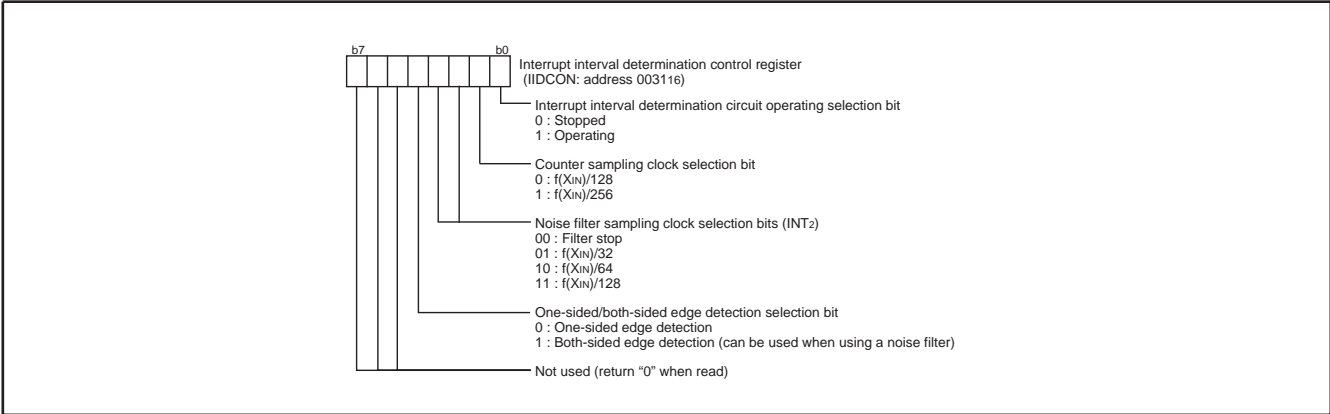 b7 b0
Interrupt interval determination control register
(IIDCON: address 003116)
Interrupt interval determination circuit operating selection bit
0 : Stopped
1 : Operating
Counter sampling clock selection bit
0 : f(XIN)/128
1 : f(XIN)/256
Noise filter sampling clock selection bits (INT2)
00 : Filter stop
01 : f(XIN)/32
10 : f(XIN)/64
11 : f(XIN)/128
One-sided/both-sided edge detection selection bit
0 : One-sided edge detection
1 : Both-sided edge detection (can be used when using a noise filter)
Not used (return “0” when read)